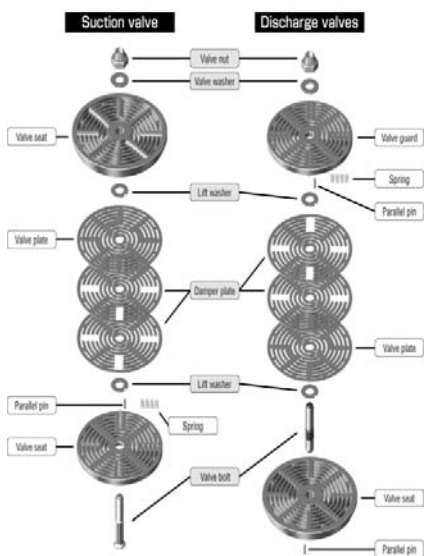 Suction valve
Discharge valves
Valve nut
Valve washer
Valve seat
Valve guard
Spring
Lift washer
Parallel pin
Valve plate
Damper plate
Valve plate
Lift washer
Parallel pin
Spring
Valve seat
Valve bolt
Valve seat
Parallel pin